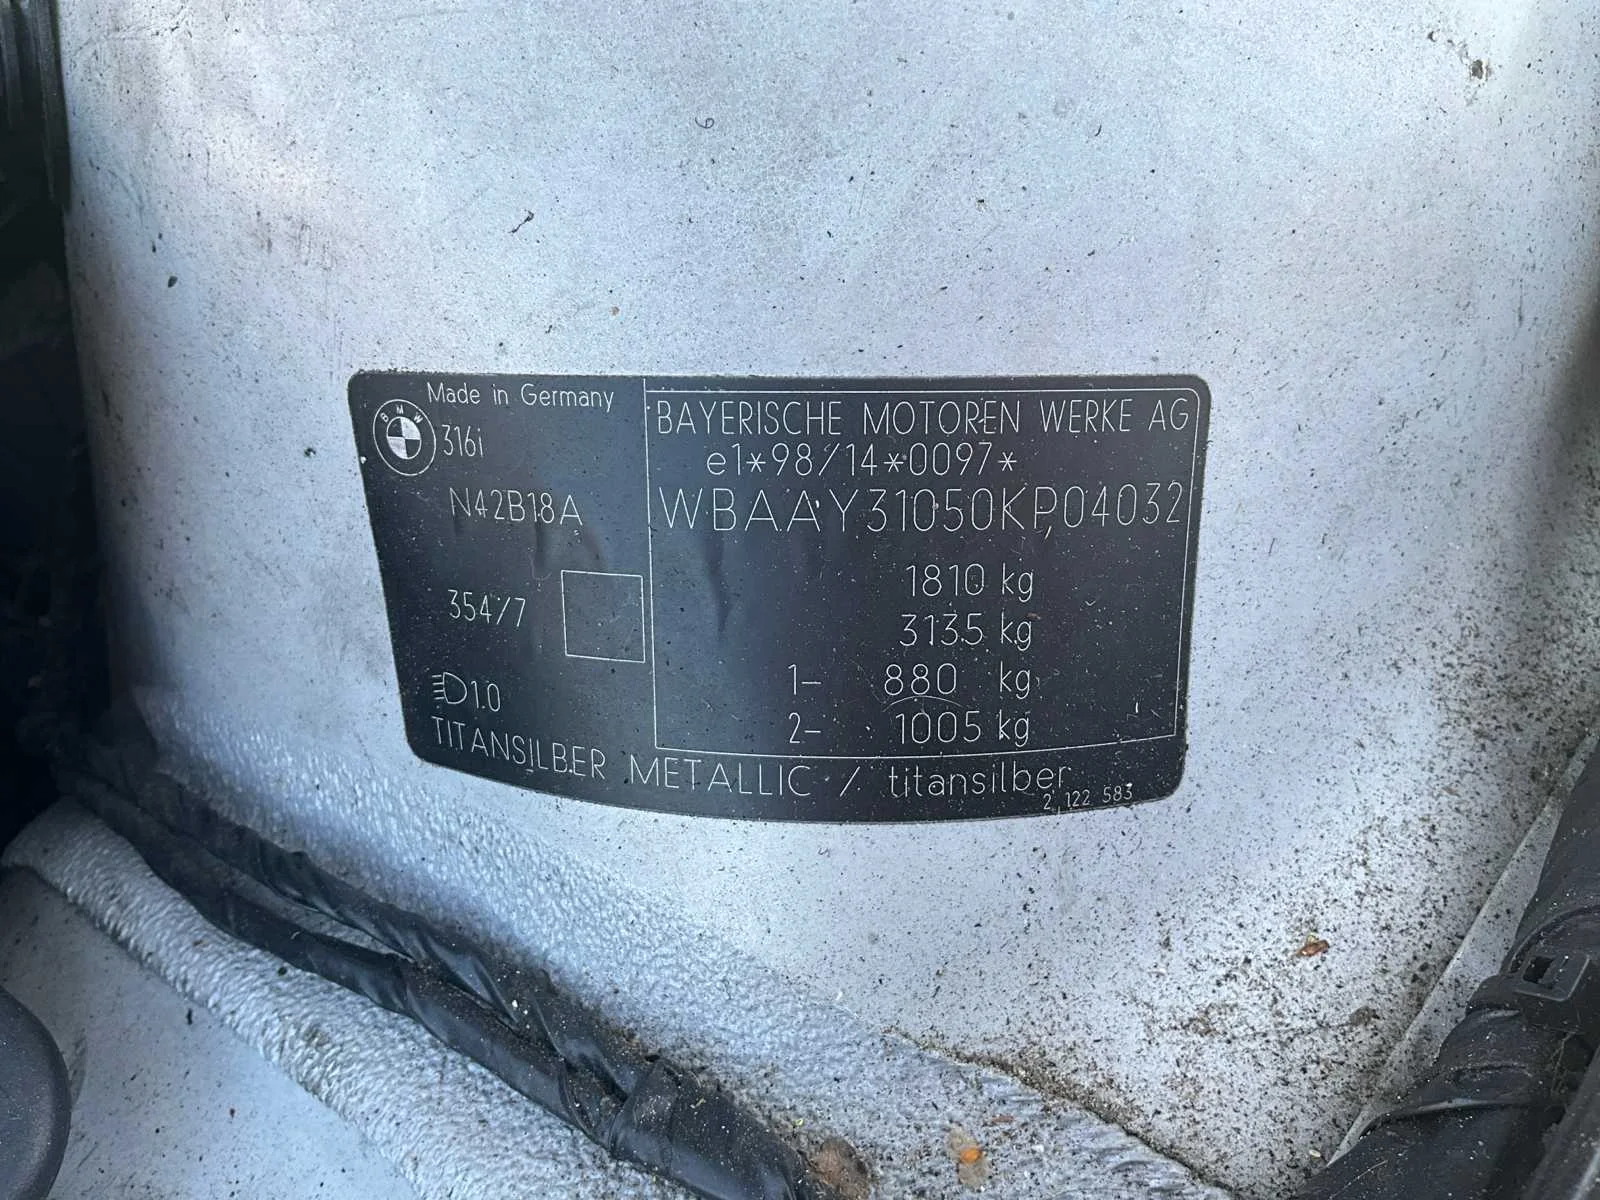 Made in Germany
BMW
316i
N42B18A
354/7
1.0
BAYERISCHE MOTOREN WERKE AG
e1*98/14*0097*
WBAAY31050KP04032
1810 kg
3135 kg
1- 880 kg
2- 1005 kg
TITANSILBER METALLIC / titansilber
2 122 583